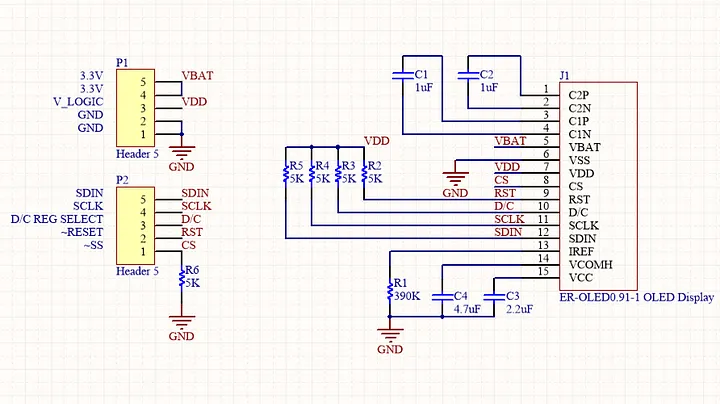 P1
3.3V 5 VBAT
3.3V 4
V_LOGIC 3 VDD
GND 2
GND 1
Header 5
GND
P2
SDIN 5 SDIN
SCLK 4 SCLK
D/C REG SELECT 3 D/C
~RESET 2 RST
~SS 1 CS
Header 5
R6
5K
GND
C1
1uF
C2
1uF
J1
1 C2P
2 C2N
3 C1P
4 C1N
VBAT 5 VBAT
6 VSS
VDD 7 VDD
CS 8 CS
RST 9 RST
D/C 10 D/C
SCLK 11 SCLK
SDIN 12 SDIN
13 IREF
14 VCOMH
15 VCC
ER-OLED0.91-1 OLED Display
VDD
R5 R4 R3 R2
5K 5K 5K 5K
GND
R1
390K
C4
4.7uF
C3
2.2uF
GND